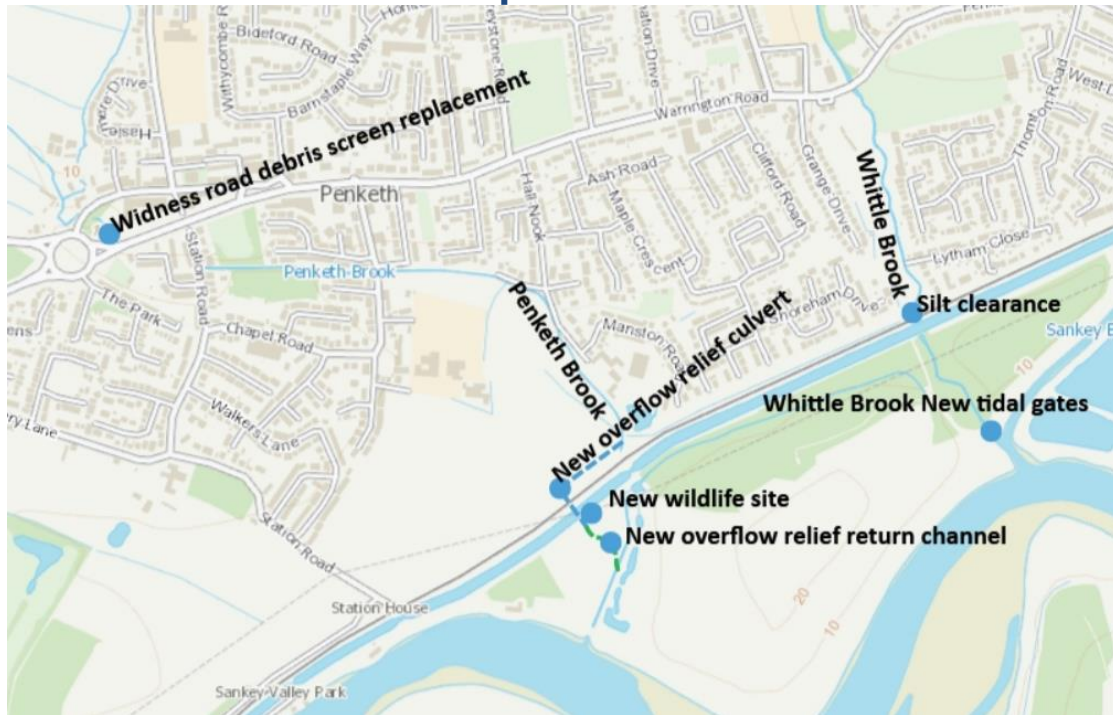 Bideford Road
Barnstaple Way
Widness road debris screen replacement
Warrington Road
Penketh
Ash Road
Hall Nook
Maple Crescent
Clifford Road
Grange Drive
Whittle Brook
Thornton Road
Lytham Close
10
Station Road
Penketh Brook
Penketh Brook
The Park
Chapel Road
Manston Road
Shoreham Drive
Silt clearance
New overflow relief culvert
10
Walkers Lane
Whittle Brook New tidal gates
New wildlife site
New overflow relief return channel
Station Road
20
10
Station House
Sankey Valley Park